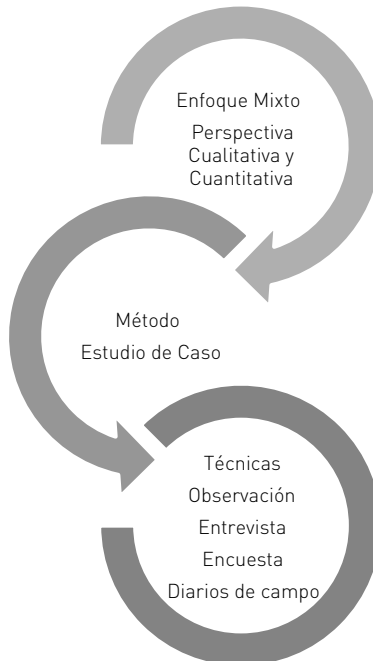 Enfoque Mixto
Perspectiva
Cualitativa y
Cuantitativa
Método
Estudio de Caso
Técnicas
Observación
Entrevista
Encuesta
Diarios de campo